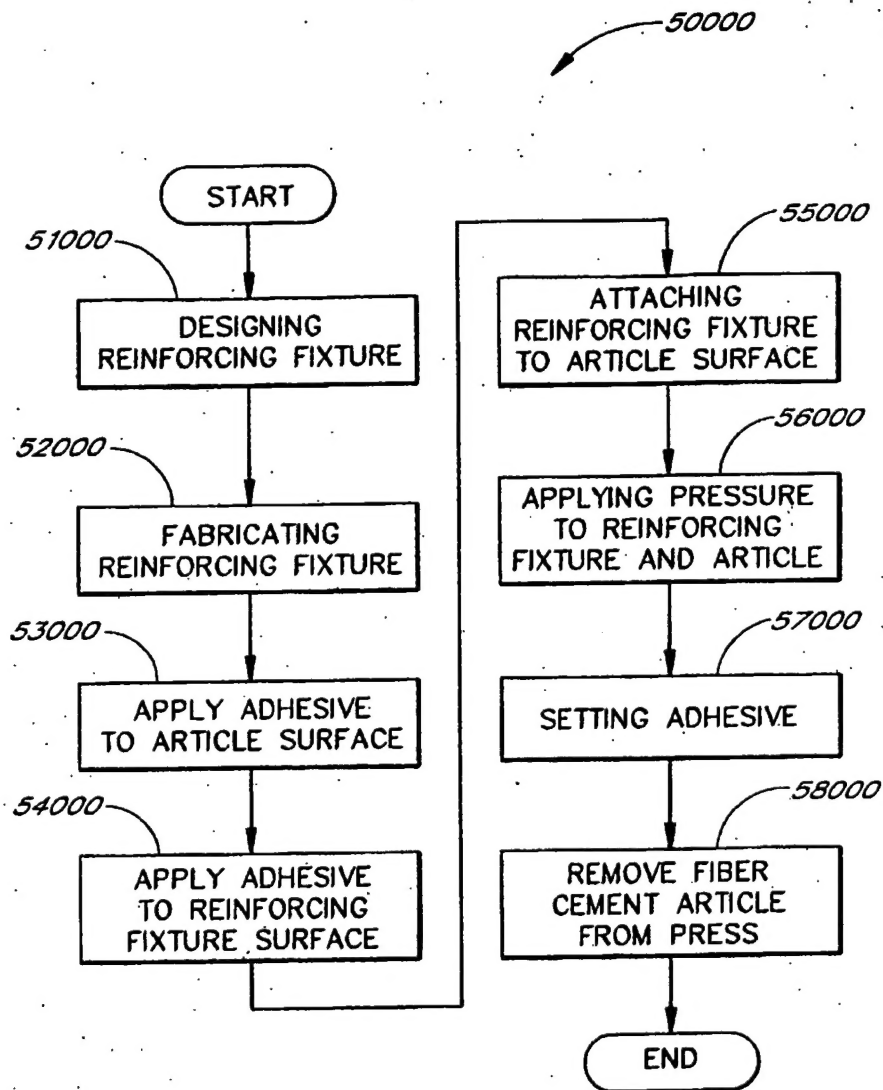 50000
START
51000
DESIGNING
REINFORCING FIXTURE
52000
FABRICATING
REINFORCING FIXTURE
53000
APPLY ADHESIVE
TO ARTICLE SURFACE
54000
APPLY ADHESIVE
TO REINFORCING
FIXTURE SURFACE
55000
ATTACHING
REINFORCING FIXTURE
TO ARTICLE SURFACE
56000
APPLYING PRESSURE
TO REINFORCING
FIXTURE AND ARTICLE
57000
SETTING ADHESIVE
58000
REMOVE FIBER
CEMENT ARTICLE
FROM PRESS
END